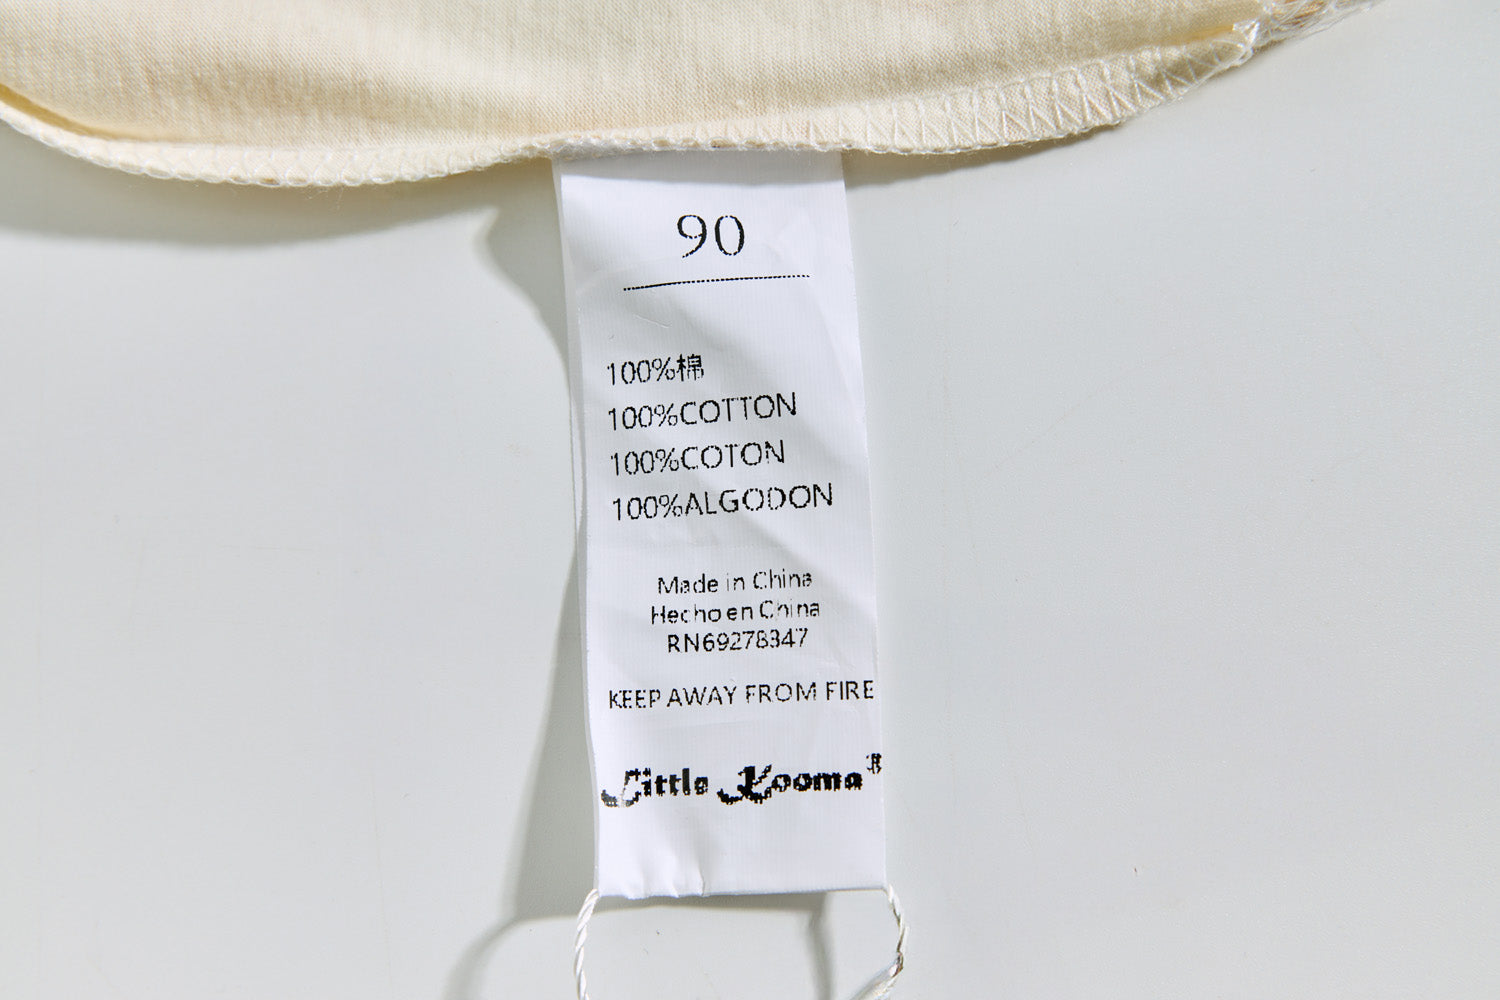 90
100%棉
100%COTTON
100%COTON
100%ALGODON
Made in China
Hecho en China
RN69278347
KEEP AWAY FROM FIRE
Little Kooma®